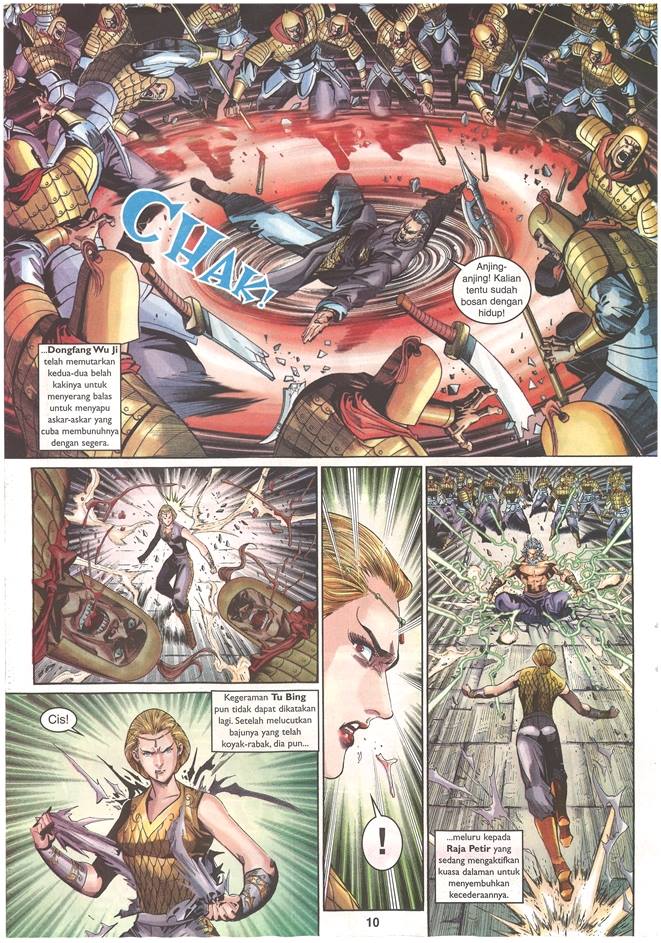 CHAK!
Anjing-
anjing! Kalian
tentu sudah
bosan dengan
hidup!
...Dongfang Wu Ji
telah memutarkan
kedua-dua belah
kakinya untuk
menyerang balas
untuk menyapu
askar-askar yang
cuba membunuhnya
dengan segera.
Cis!
Kegeraman Tu Bing
pun tidak dapat dikatakan
lagi. Setelah melucutkan
bajunya yang telah
koyak-rabak, dia pun...
!
...meluru kepada
Raja Petir yang
sedang mengaktifkan
kuasa dalaman untuk
menyembuhkan
kecederaannya.
10